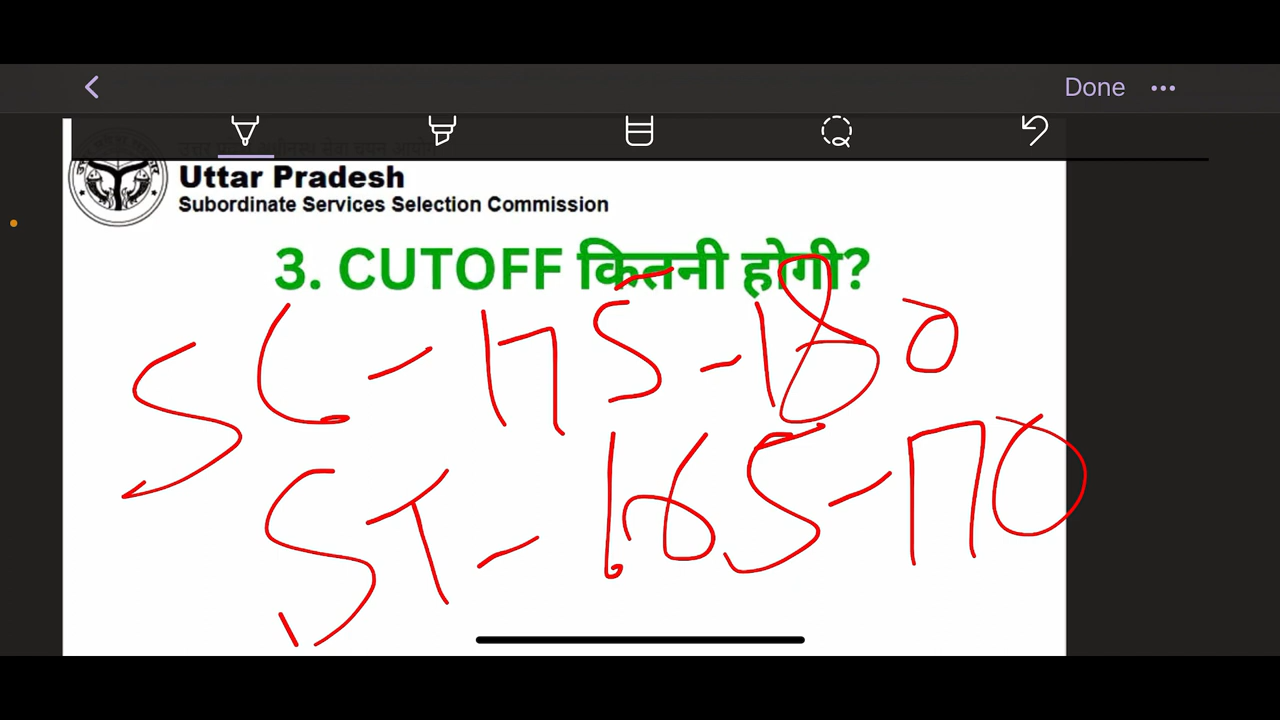 Done
Uttar Pradesh
Subordinate Services Selection Commission
3. CUTOFF कितनी होगी?
SC - 175 - 180
ST - 165 - 170